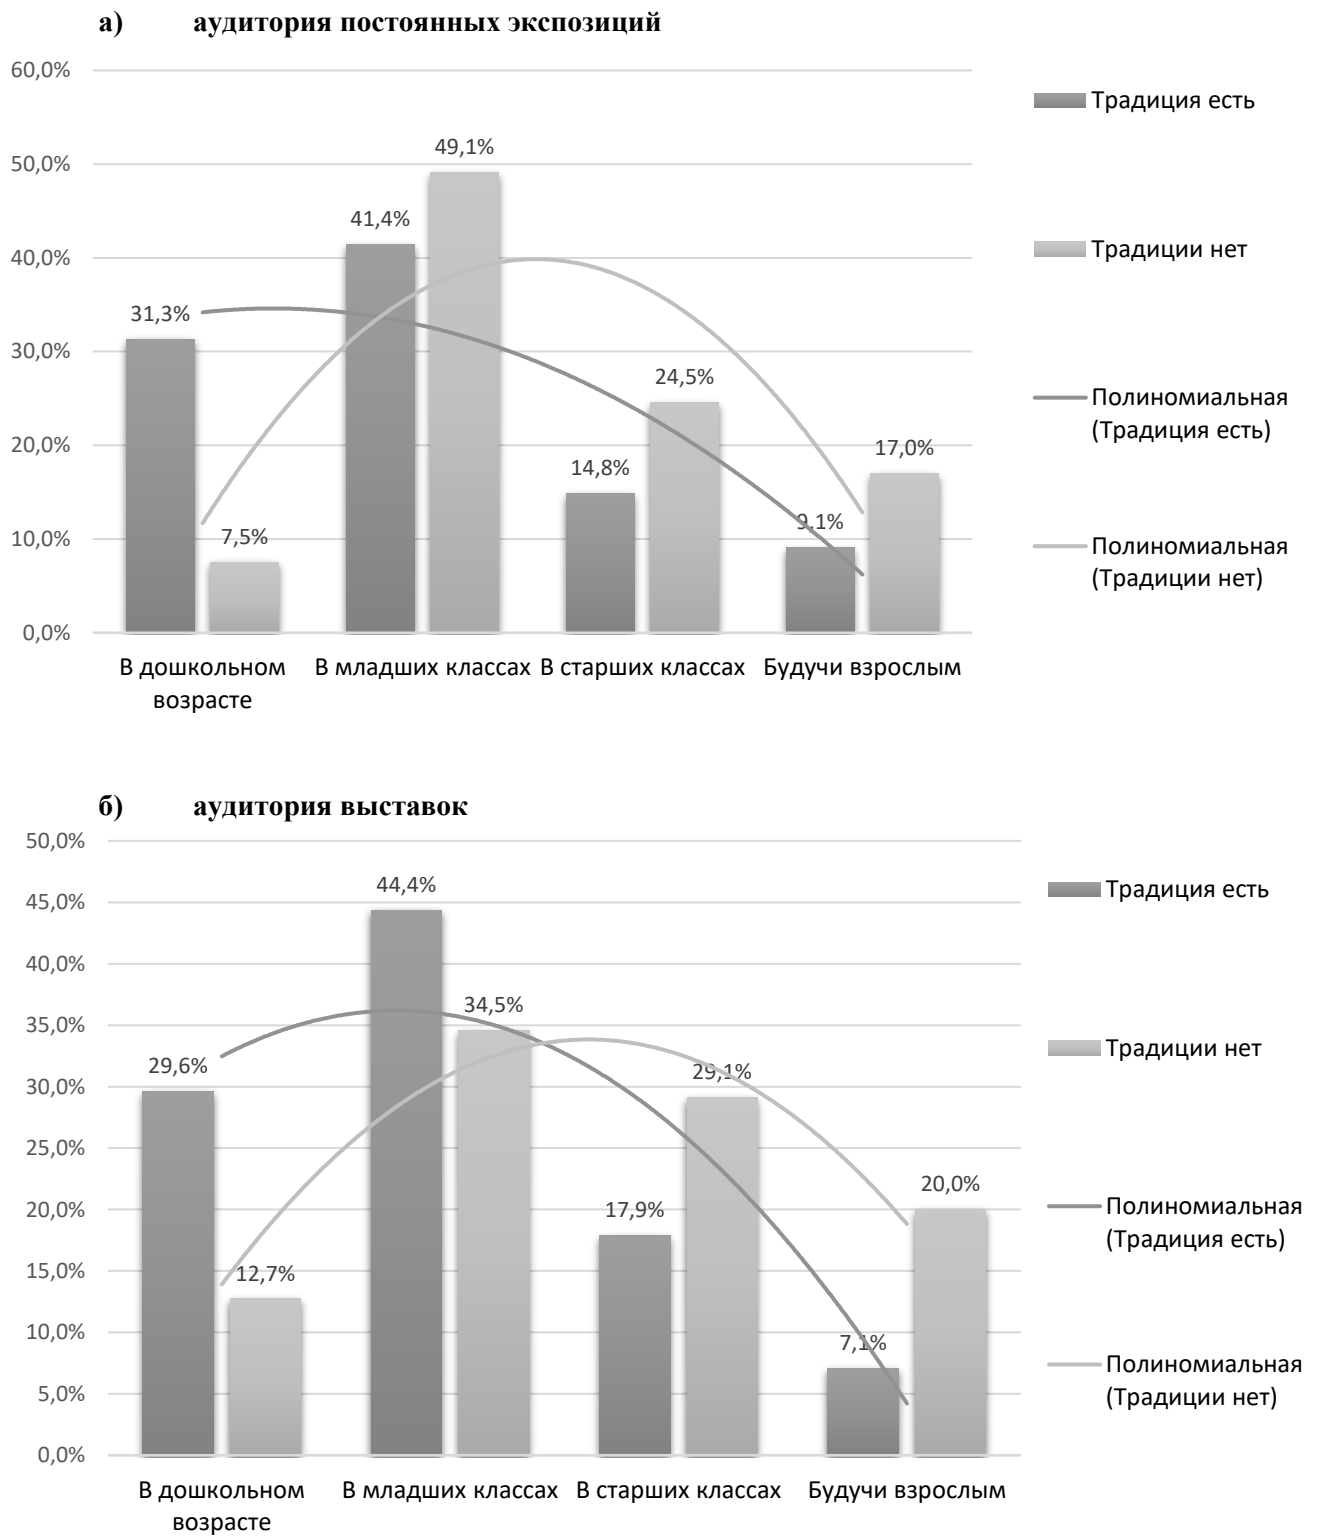 а) аудитория постоянных экспозиций
60,0%
50,0%
40,0%
30,0%
20,0%
10,0%
0,0%
31,3%
7,5%
41,4%
49,1%
14,8%
24,5%
9,1%
17,0%
В дошкольном
возрасте
В младших классах
В старших классах
Будучи взрослым
Традиция есть
Традиции нет
Полиномиальная
(Традиция есть)
Полиномиальная
(Традиции нет)
б) аудитория выставок
50,0%
45,0%
40,0%
35,0%
30,0%
25,0%
20,0%
15,0%
10,0%
5,0%
0,0%
29,6%
12,7%
44,4%
34,5%
17,9%
29,1%
7,1%
20,0%
В дошкольном
возрасте
В младших классах
В старших классах
Будучи взрослым
Традиция есть
Традиции нет
Полиномиальная
(Традиция есть)
Полиномиальная
(Традиции нет)